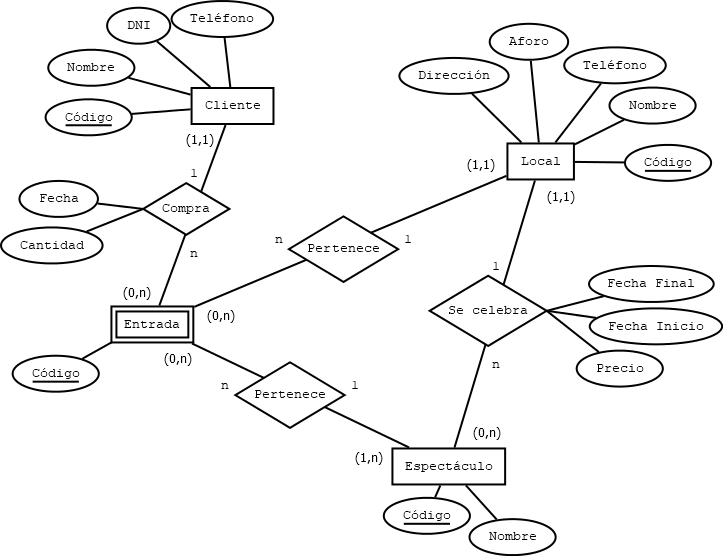 DNI
Teléfono
Nombre
Código
Cliente
(1,1)
1
Fecha
Cantidad
Compra
n
(0,n)
Entrada
Código
(0,n)
n
Pertenece
1
(0,n)
(1,1)
Aforo
Teléfono
Dirección
Nombre
Código
Local
(1,1)
1
Se celebra
Fecha Final
Fecha Inicio
Precio
n
(0,n)
n
Pertenece
1
(1,n)
Espectáculo
Código
Nombre